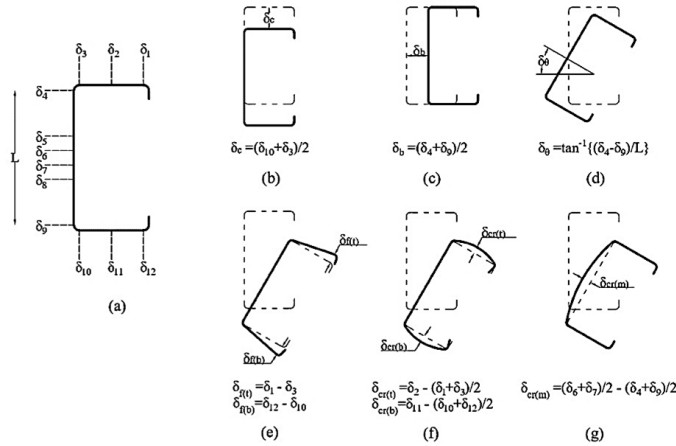 δ₃ δ₂ δ₁
δ₄
δ₅
δ₆
δ₇
δ₈
δ₉
L
δ₁₀ δ₁₁ δ₁₂
(a)
δc
δc =(δ₁₀+δ₃)/2
(b)
δb
δb =(δ₄+δ₉)/2
(c)
δθ
δθ =tan⁻¹{(δ₄-δ₉)/L}
(d)
δf(t)
δf(b)
δf(t)=δ₁ - δ₃
δf(b)=δ₁₂ - δ₁₀
(e)
δcr(t)
δcr(b)
δcr(t)=δ₂ - (δ₁+δ₃)/2
δcr(b)=δ₁₁- (δ₁₀+δ₁₂)/2
(f)
δcr(m)
δcr(m)=(δ₆+δ₇)/2 - (δ₄+δ₉)/2
(g)